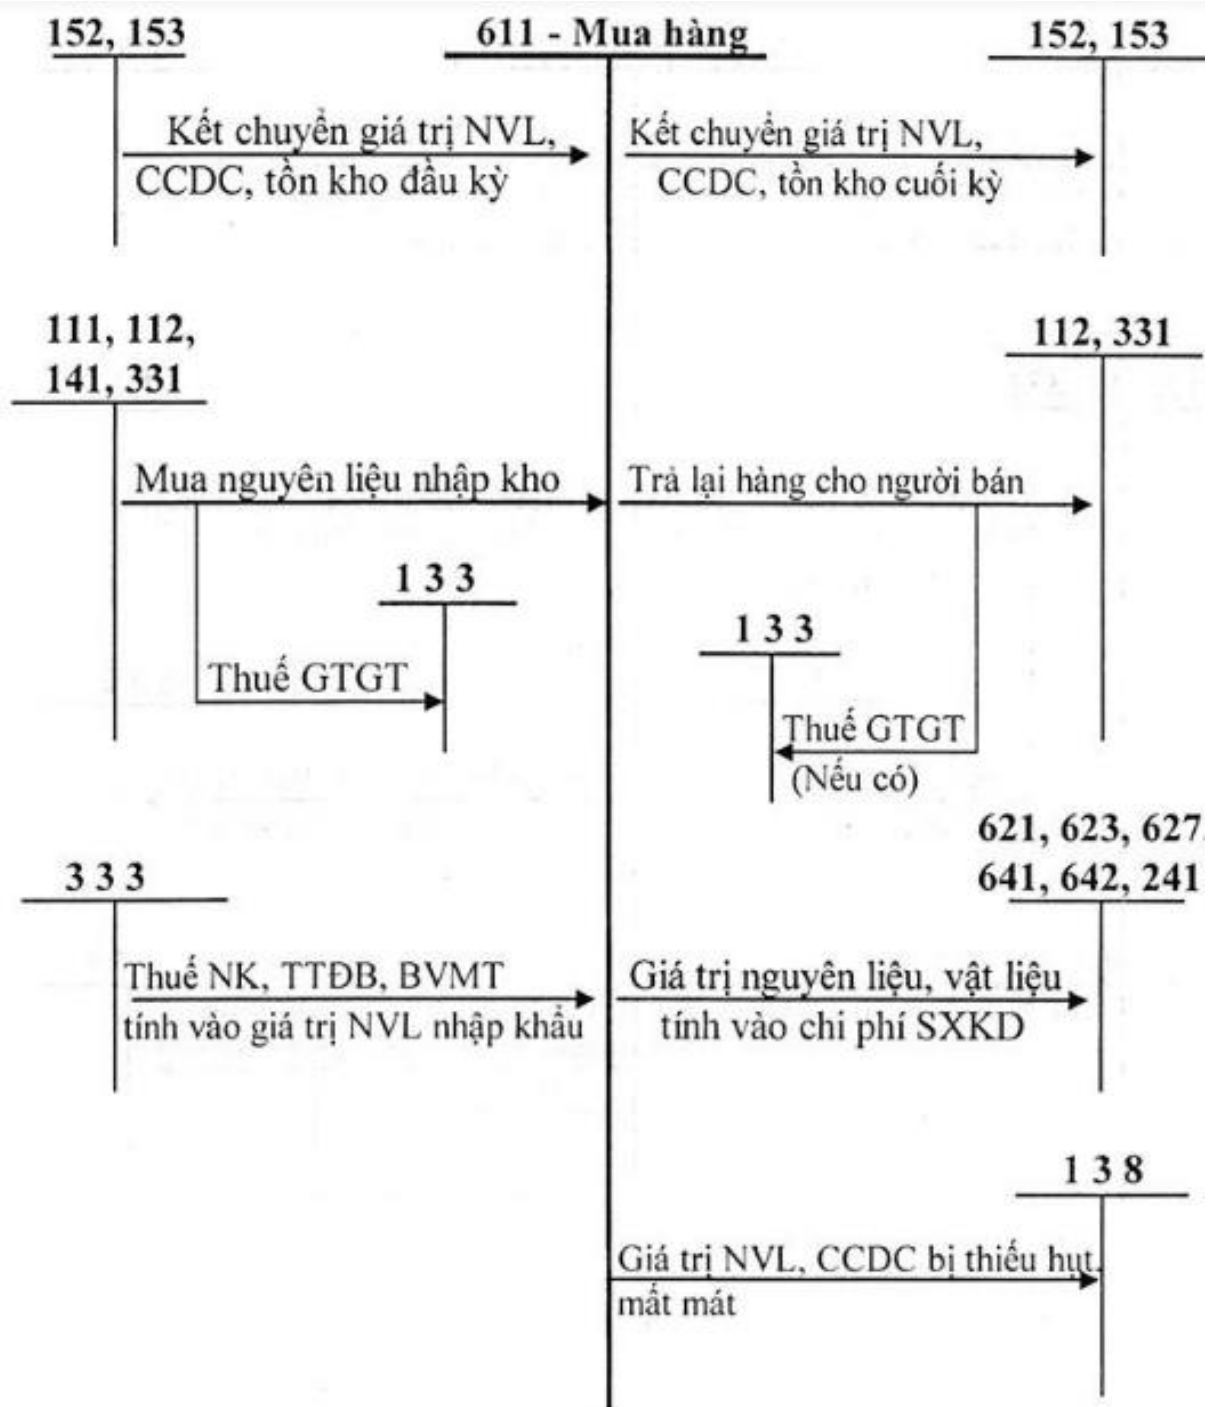 152, 153
611 - Mua hàng
152, 153
Kết chuyển giá trị NVL,
CCDC, tồn kho đầu kỳ
Kết chuyển giá trị NVL,
CCDC, tồn kho cuối kỳ
111, 112,
141, 331
112, 331
Mua nguyên liệu nhập kho
Trả lại hàng cho người bán
1 3 3
Thuế GTGT
1 3 3
Thuế GTGT
(Nếu có)
3 3 3
621, 623, 627,
641, 642, 241
Thuế NK, TTĐB, BVMT
tính vào giá trị NVL nhập khẩu
Giá trị nguyên liệu, vật liệu
tính vào chi phí SXKD
1 3 8
Giá trị NVL, CCDC bị thiếu hụt,
mất mát